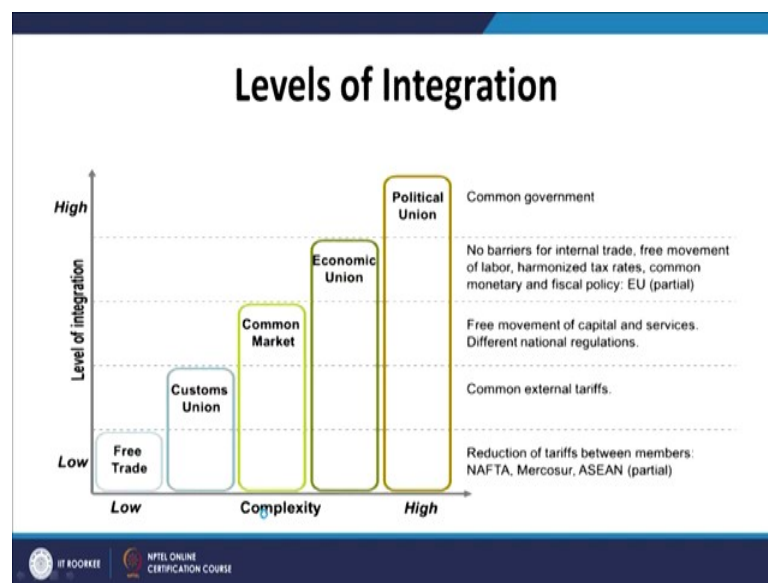 Levels of Integration
High
Level of integration
Low
Political
Union
Economic
Union
Common
Market
Customs
Union
Free
Trade
Common government
No barriers for internal trade, free movement
of labor, harmonized tax rates, common
monetary and fiscal policy: EU (partial)
Free movement of capital and services.
Different national regulations.
Common external tariffs.
Reduction of tariffs between members:
NAFTA, Mercosur, ASEAN (partial)
Low
Complexity
High
IIT ROORKEE
NPTEL ONLINE
CERTIFICATION COURSE